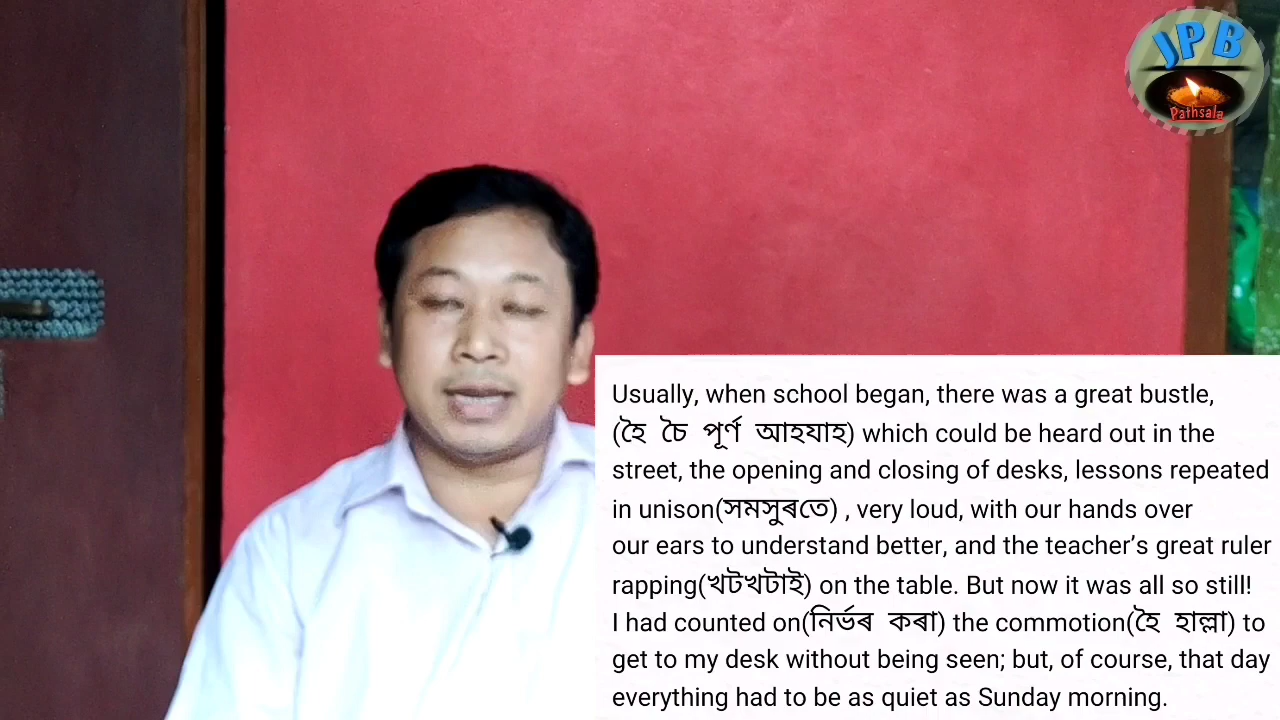 JPB
Pathsala
Usually, when school began, there was a great bustle,
(হৈ চৈ পূৰ্ণ আহযাহ) which could be heard out in the
street, the opening and closing of desks, lessons repeated
in unison(সমসুৰতে) , very loud, with our hands over
our ears to understand better, and the teacher’s great ruler
rapping(খটখটাই) on the table. But now it was all so still!
I had counted on(নিৰ্ভৰ কৰা) the commotion(হৈ হাল্লা) to
get to my desk without being seen; but, of course, that day
everything had to be as quiet as Sunday morning.